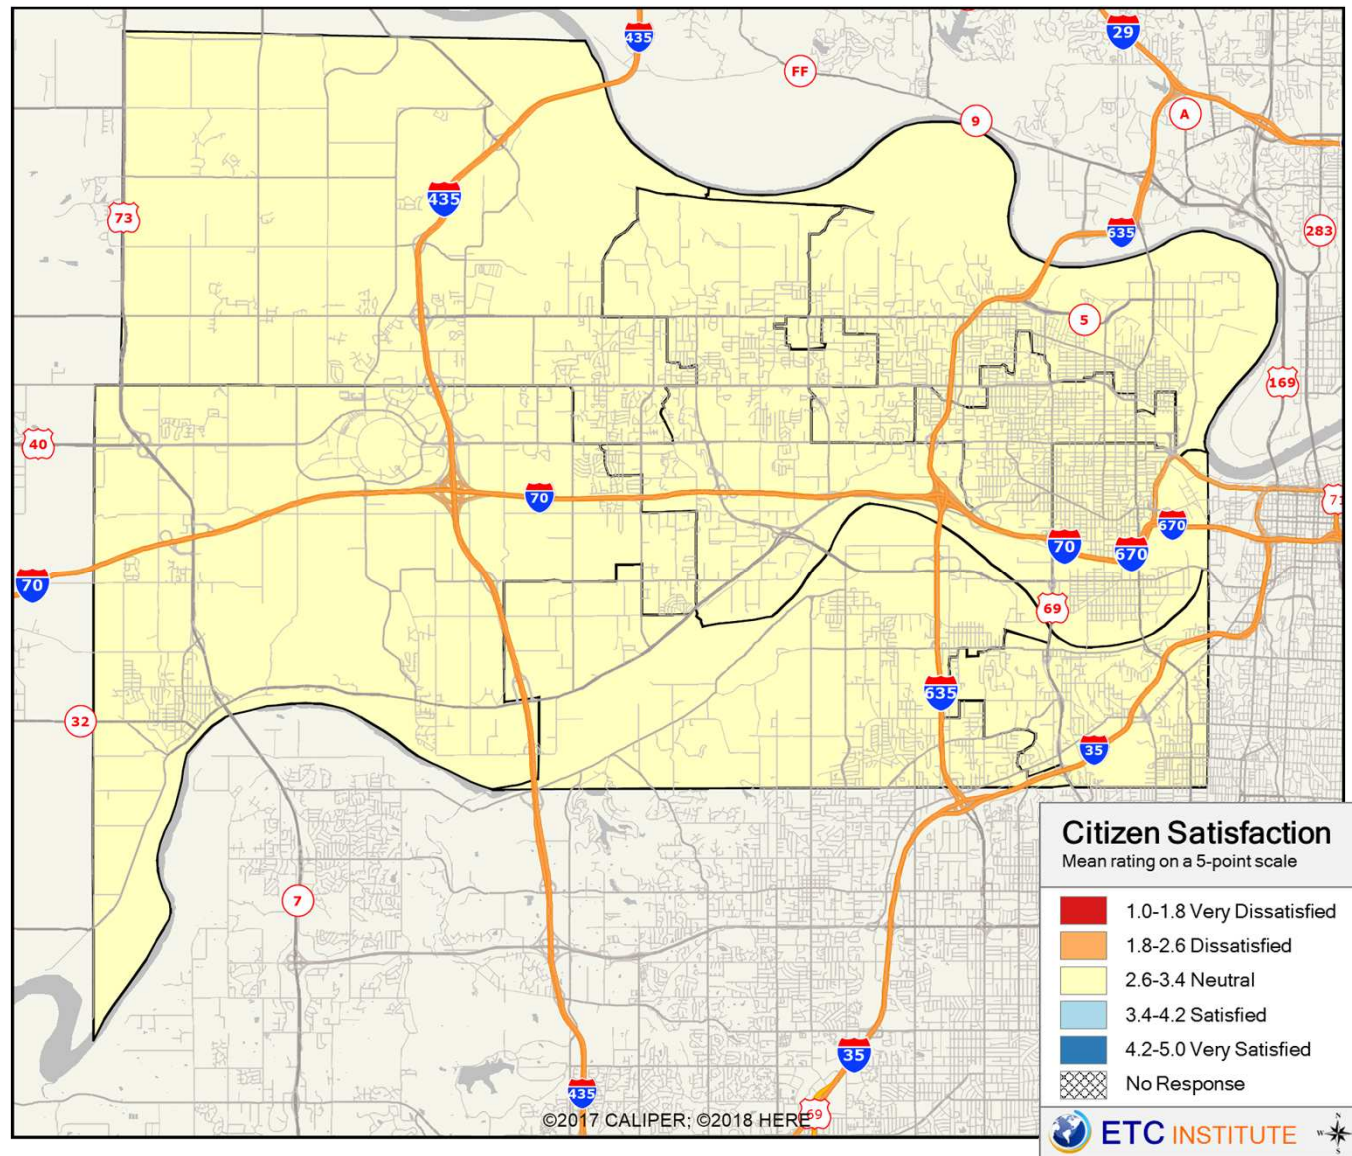 435
29
FF
9
A
435
73
635
283
5
169
40
70
71
670
70
670
70
69
635
32
35
7
35
435
69
©2017 CALIPER; ©2018 HERE
Citizen Satisfaction
Mean rating on a 5-point scale
1.0-1.8 Very Dissatisfied
1.8-2.6 Dissatisfied
2.6-3.4 Neutral
3.4-4.2 Satisfied
4.2-5.0 Very Satisfied
No Response
ETC INSTITUTE
N
W
S